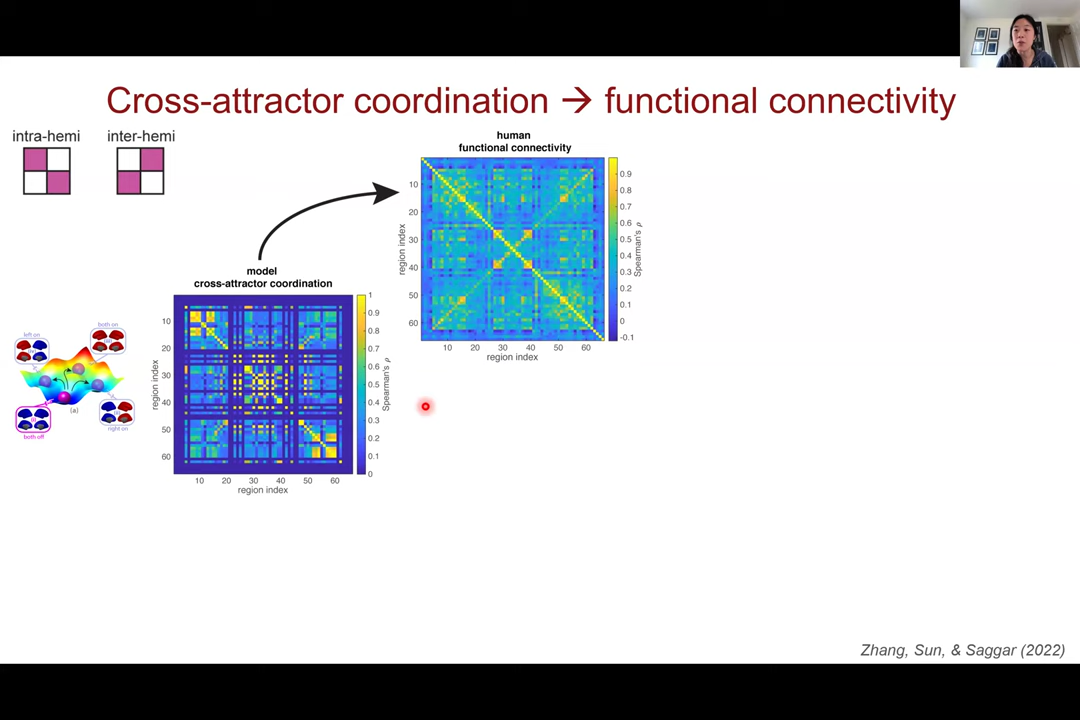 Cross-attractor coordination → functional connectivity
intra-hemi
inter-hemi
human
functional connectivity
10
20
30
40
50
60
region index
10 20 30 40 50 60
region index
0.9
0.8
0.7
0.6
0.5
0.4
0.3
0.2
0.1
0
-0.1
Spearman's ρ
model
cross-attractor coordination
10
20
30
40
50
60
region index
10 20 30 40 50 60
region index
1
0.9
0.8
0.7
0.6
0.5
0.4
0.3
0.2
0.1
0
Spearman's ρ
left on
both on
(a)
both off
right on
Zhang, Sun, & Saggar (2022)